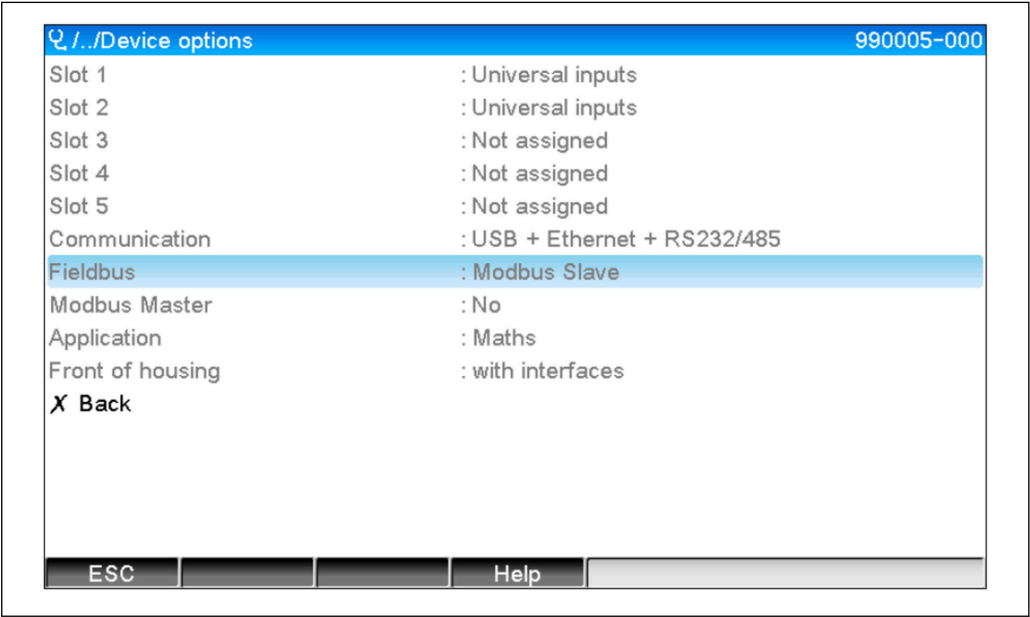 /../Device options 990005-000
Slot 1 : Universal inputs
Slot 2 : Universal inputs
Slot 3 : Not assigned
Slot 4 : Not assigned
Slot 5 : Not assigned
Communication : USB + Ethernet + RS232/485
Fieldbus : Modbus Slave
Modbus Master : No
Application : Maths
Front of housing : with interfaces
X Back
ESC Help